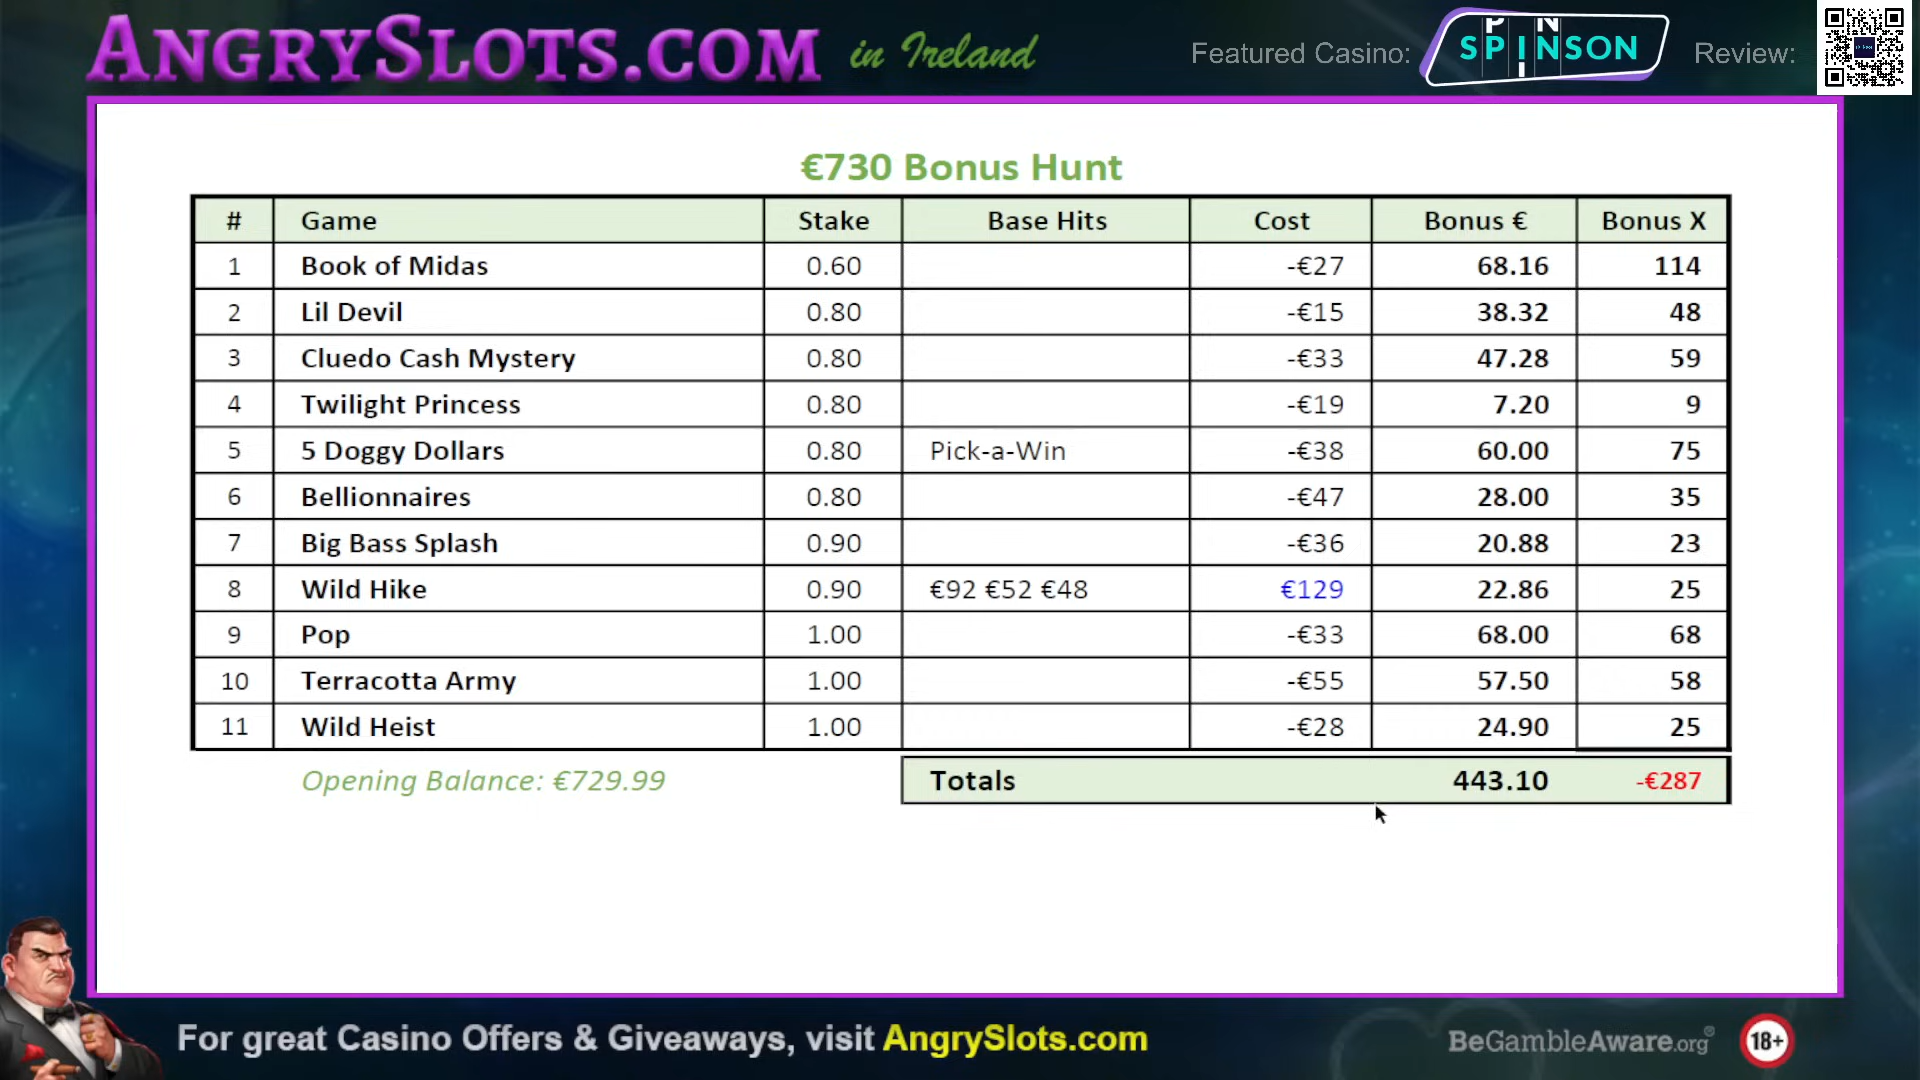 ANGRYSLOTS.COM in Ireland Featured Casino: SPINSON Review:
€730 Bonus Hunt
# Game Stake Base Hits Cost Bonus € Bonus X
1 Book of Midas 0.60 -€27 68.16 114
2 Lil Devil 0.80 -€15 38.32 48
3 Cluedo Cash Mystery 0.80 -€33 47.28 59
4 Twilight Princess 0.80 -€19 7.20 9
5 5 Doggy Dollars 0.80 Pick-a-Win -€38 60.00 75
6 Bellionnaires 0.80 -€47 28.00 35
7 Big Bass Splash 0.90 -€36 20.88 23
8 Wild Hike 0.90 €92 €52 €48 €129 22.86 25
9 Pop 1.00 -€33 68.00 68
10 Terracotta Army 1.00 -€55 57.50 58
11 Wild Heist 1.00 -€28 24.90 25
Opening Balance: €729.99 Totals 443.10 -€287
For great Casino Offers & Giveaways, visit AngrySlots.com BeGambleAware.org® 18+